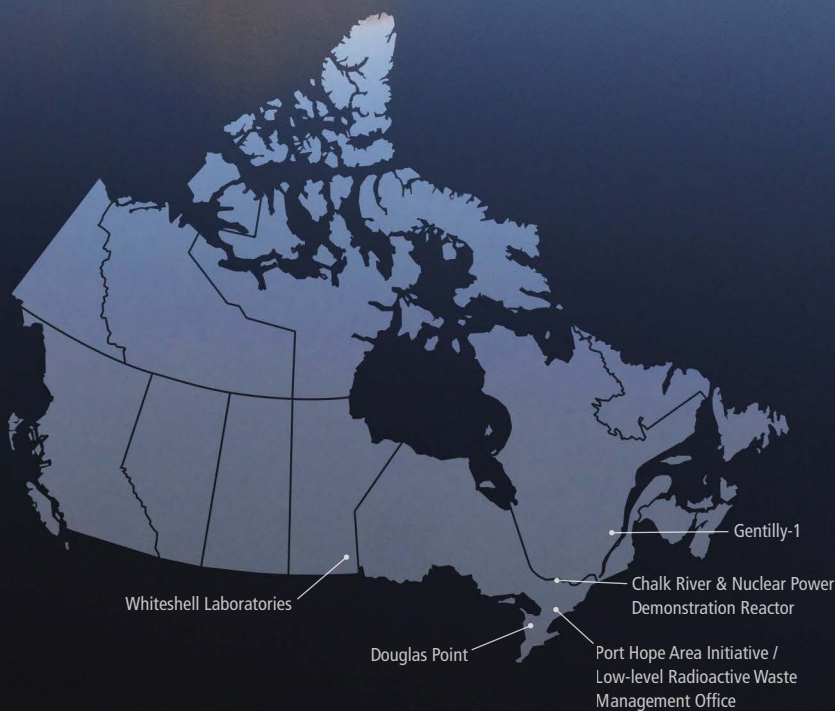 Gentilly-1
Chalk River & Nuclear Power
Demonstration Reactor
Whiteshell Laboratories
Douglas Point
Port Hope Area Initiative /
Low-level Radioactive Waste
Management Office